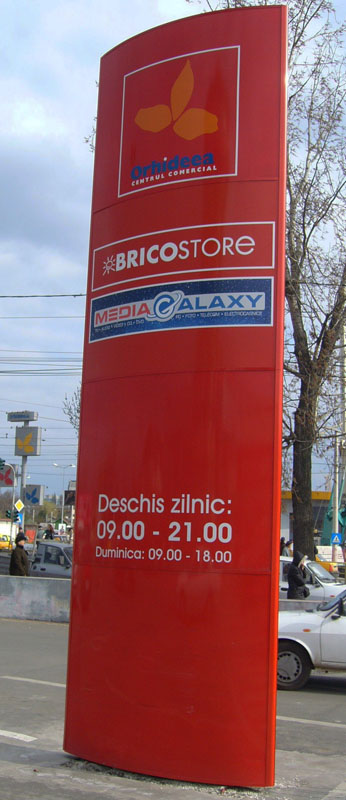 Orhideea
CENTRUL COMERCIAL
BRICOSTORE
MEDIA GALAXY
Deschis zilnic:
09.00 - 21.00
Duminica: 09.00 - 18.00